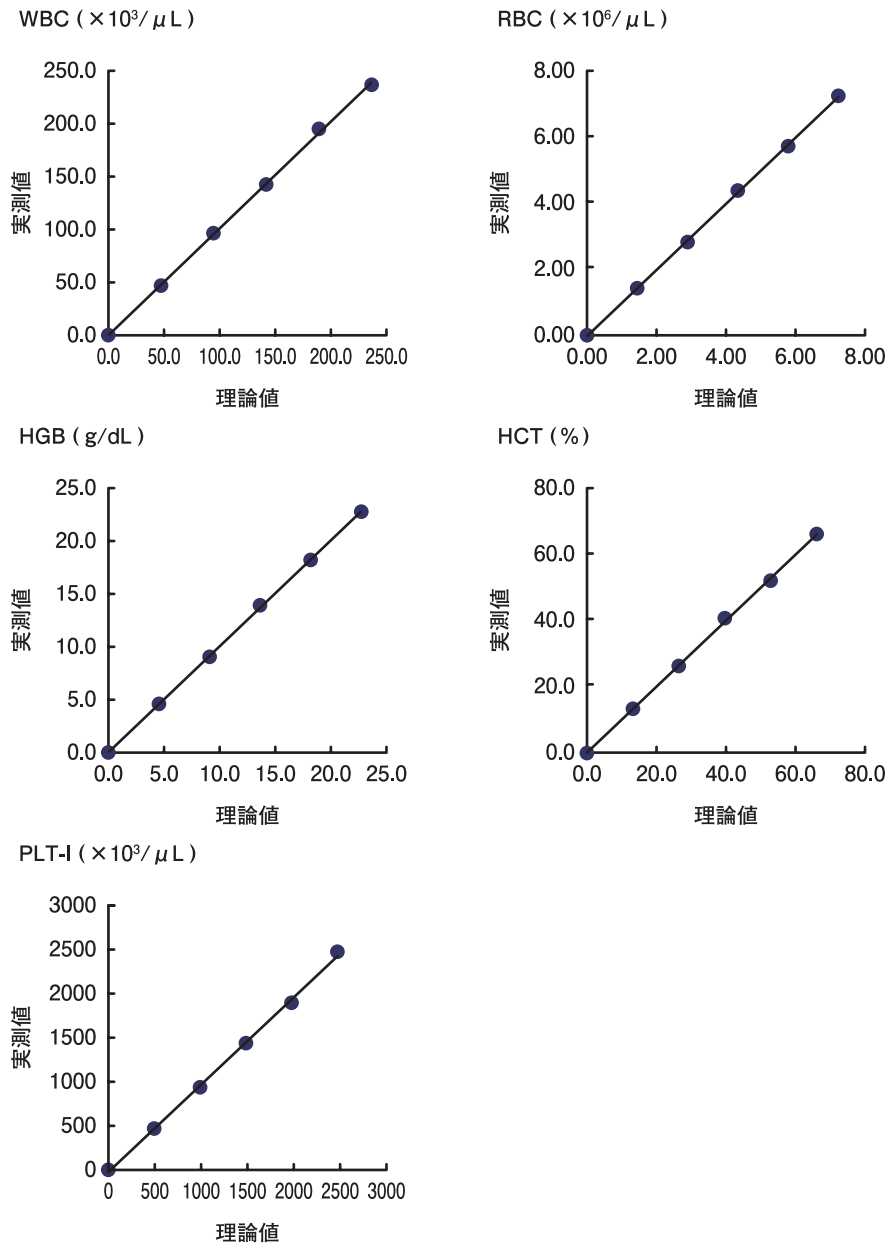 WBC ( ×10³/μL )
250.0
200.0
150.0
100.0
50.0
0.0
実測値
0.0 50.0 100.0 150.0 200.0 250.0
理論値
RBC ( ×10⁶/μL )
8.00
6.00
4.00
2.00
0.00
実測値
0.00 2.00 4.00 6.00 8.00
理論値
HGB ( g/dL )
25.0
20.0
15.0
10.0
5.0
0.0
実測値
0.0 5.0 10.0 15.0 20.0 25.0
理論値
HCT ( % )
80.0
60.0
40.0
20.0
0.0
実測値
0.0 20.0 40.0 60.0 80.0
理論値
PLT-I ( ×10³/μL )
3000
2500
2000
1500
1000
500
0
実測値
0 500 1000 1500 2000 2500 3000
理論値